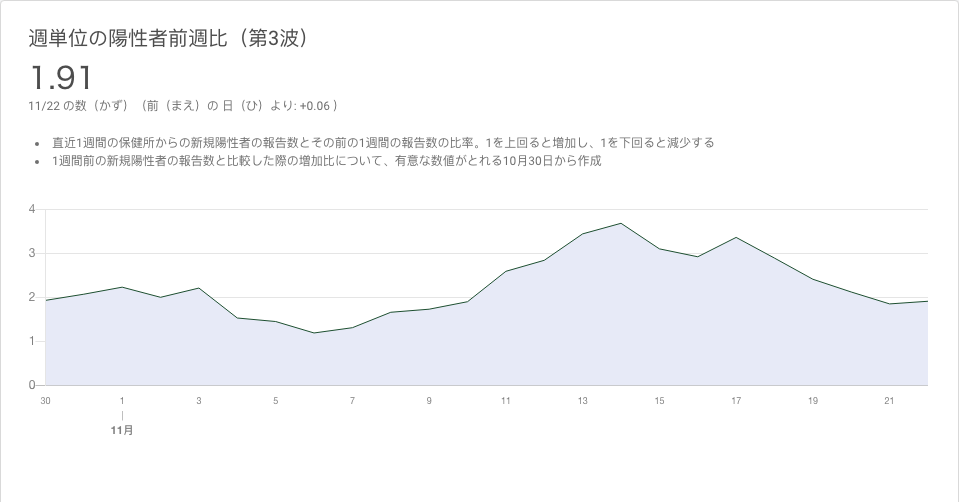 週単位の陽性者前週比（第3波）
1.91
11/22 の数（かず）（前（まえ）の 日（ひ）より: +0.06 ）
• 直近1週間の保健所からの新規陽性者の報告数とその前の1週間の報告数の比率。1を上回ると増加し、1を下回ると減少する
• 1週間前の新規陽性者の報告数と比較した際の増加比について、有意な数値がとれる10月30日から作成
4
3
2
1
0
30 1 3 5 7 9 11 13 15 17 19 21
11月